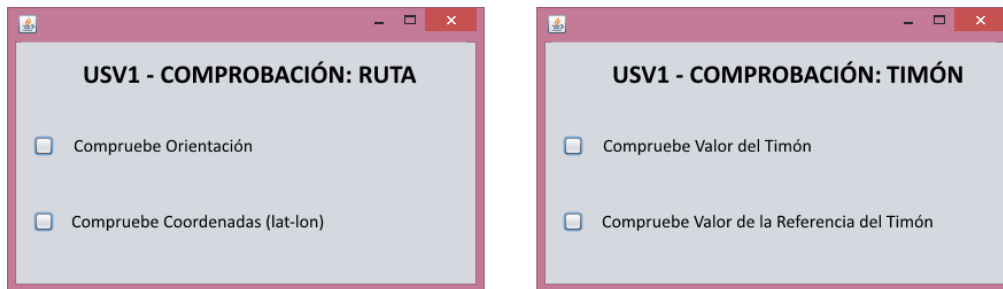 USV1 - COMPROBACIÓN: RUTA
Compruebe Orientación
Compruebe Coordenadas (lat-lon)
USV1 - COMPROBACIÓN: TIMÓN
Compruebe Valor del Timón
Compruebe Valor de la Referencia del Timón